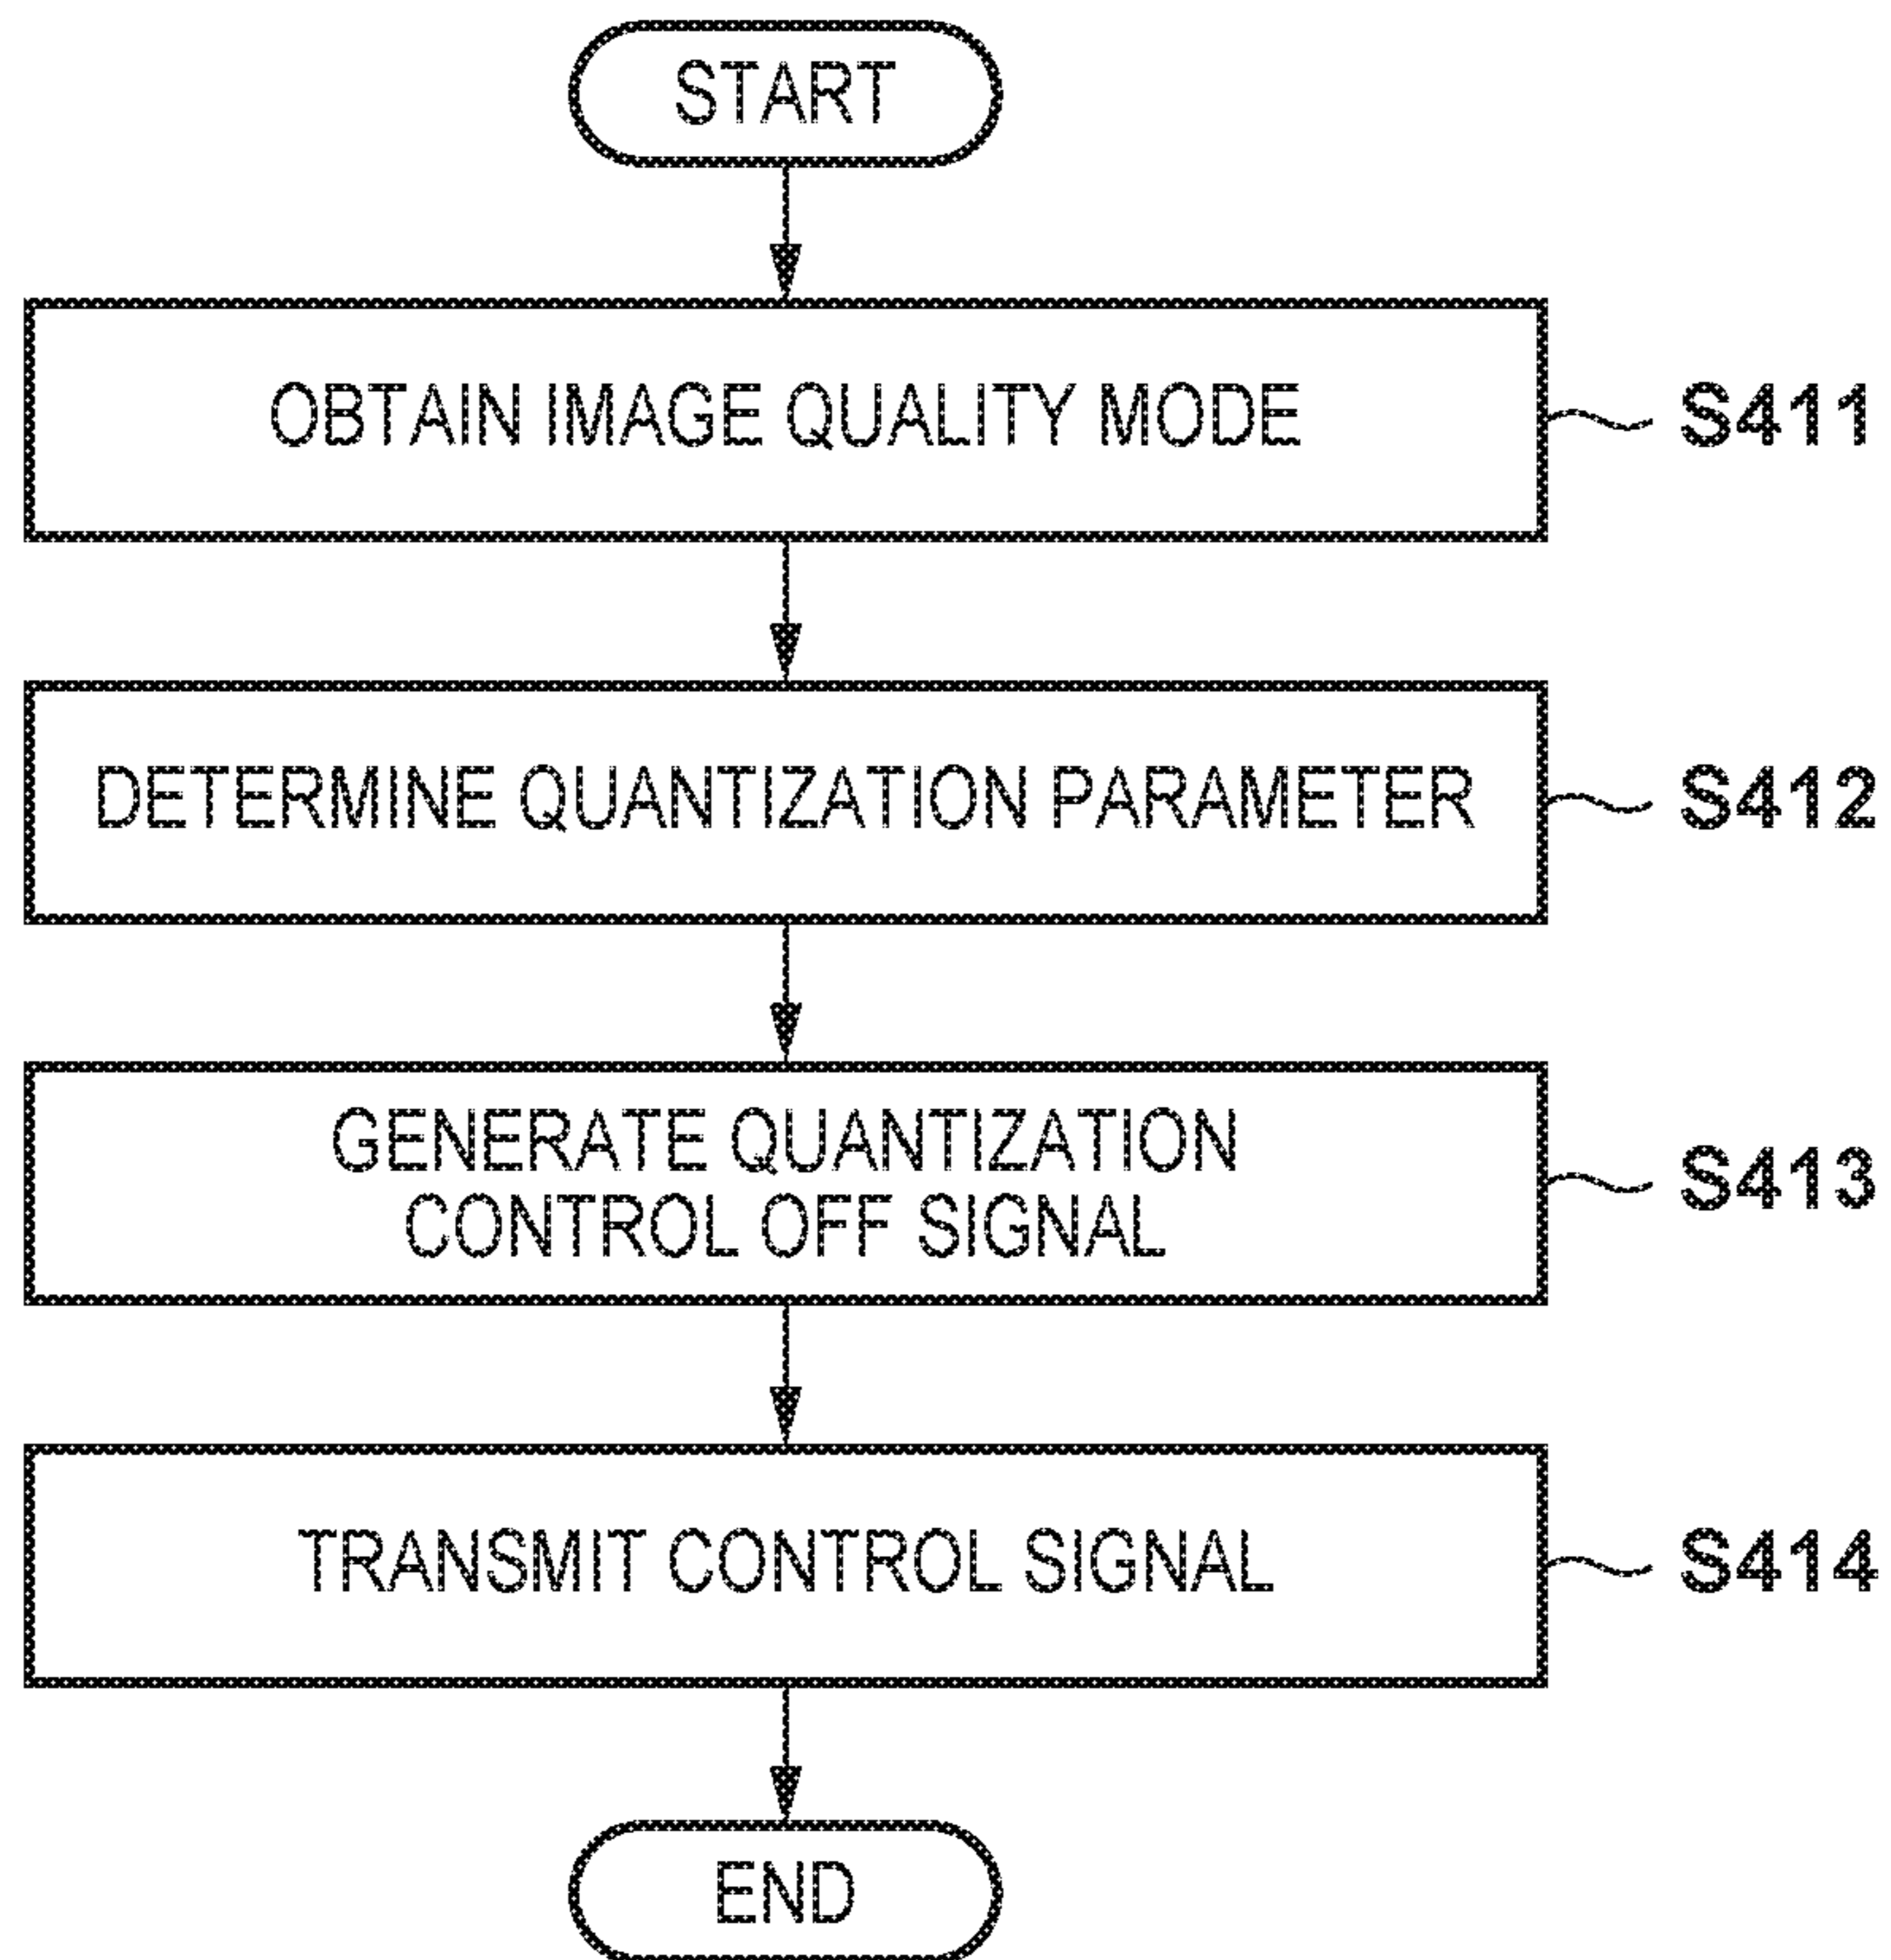 START
OBTAIN IMAGE QUALITY MODE
S411
DETERMINE QUANTIZATION PARAMETER
S412
GENERATE QUANTIZATION
CONTROL OFF SIGNAL
S413
TRANSMIT CONTROL SIGNAL
S414
END